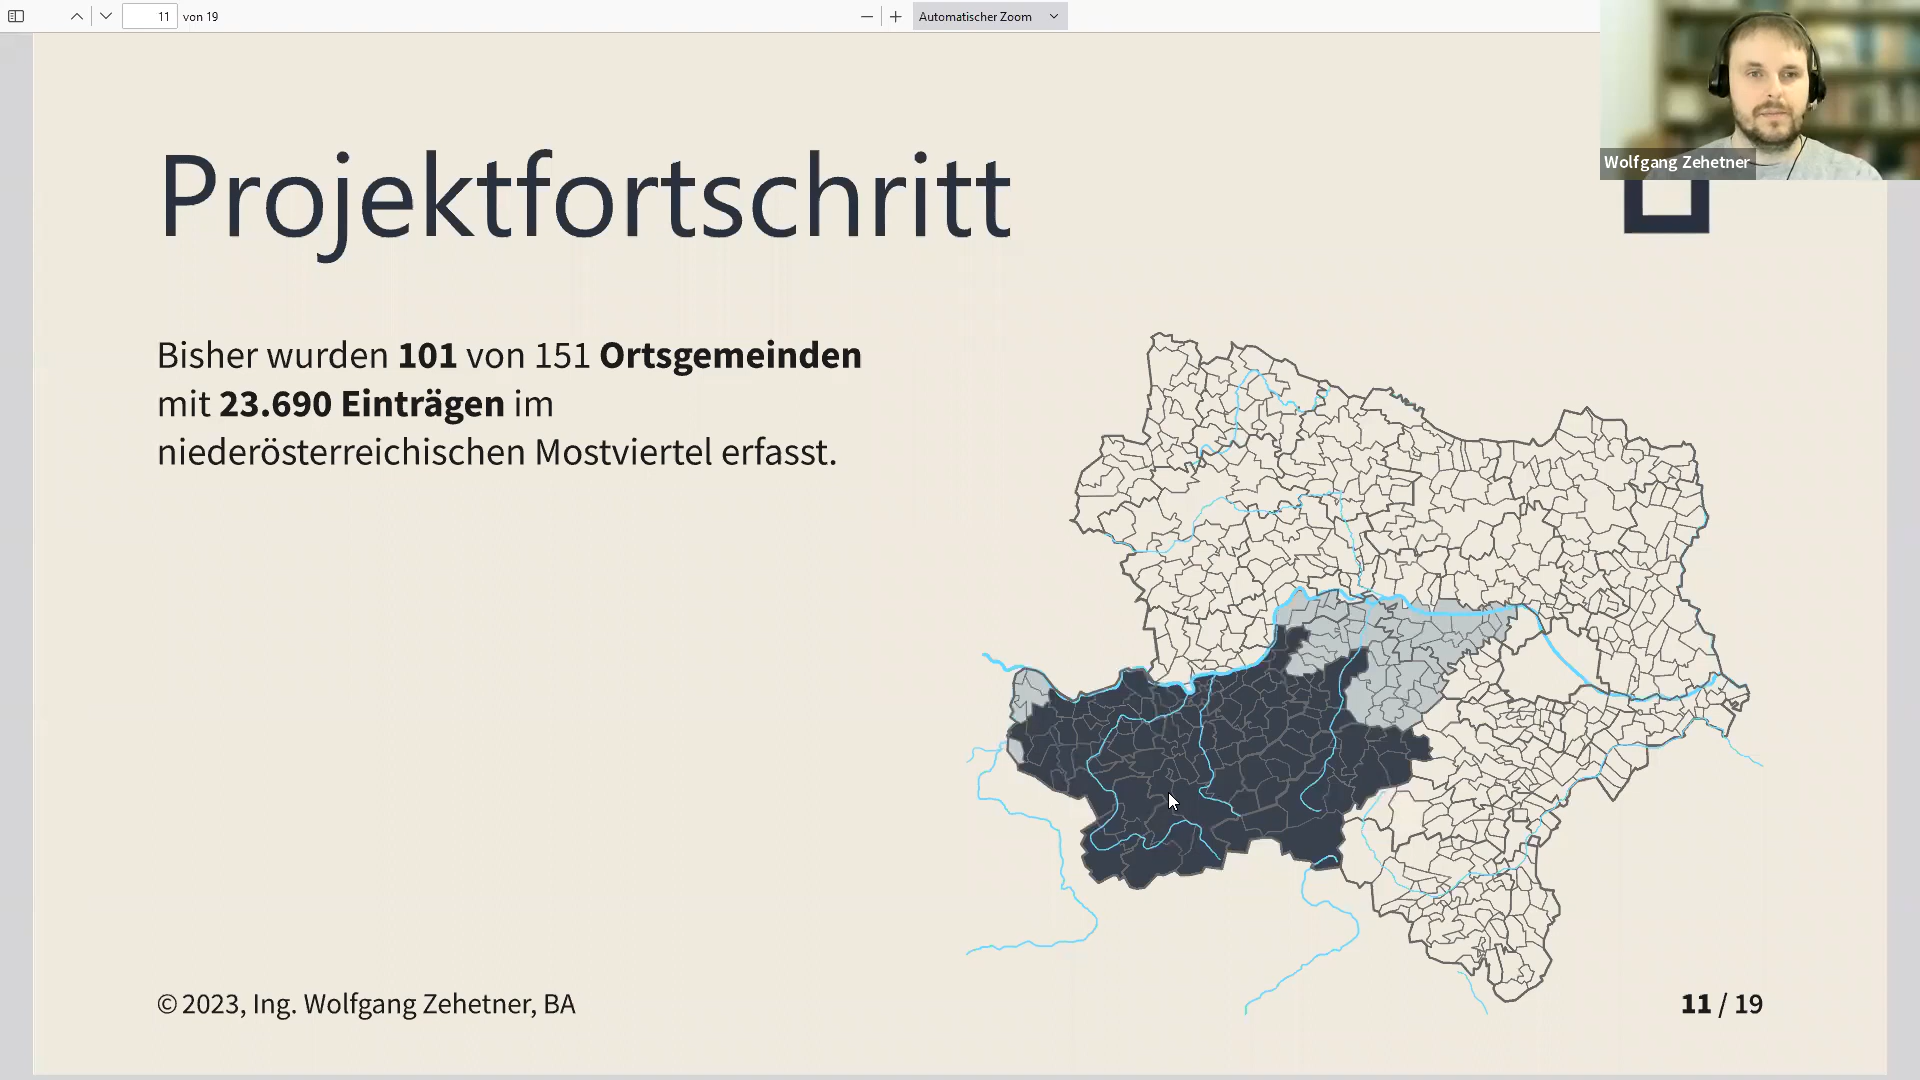 11 von 19
Automatischer Zoom
Wolfgang Zehetner
Projektfortschritt
Bisher wurden 101 von 151 Ortsgemeinden
mit 23.690 Einträgen im
niederösterreichischen Mostviertel erfasst.
© 2023, Ing. Wolfgang Zehetner, BA
11 / 19